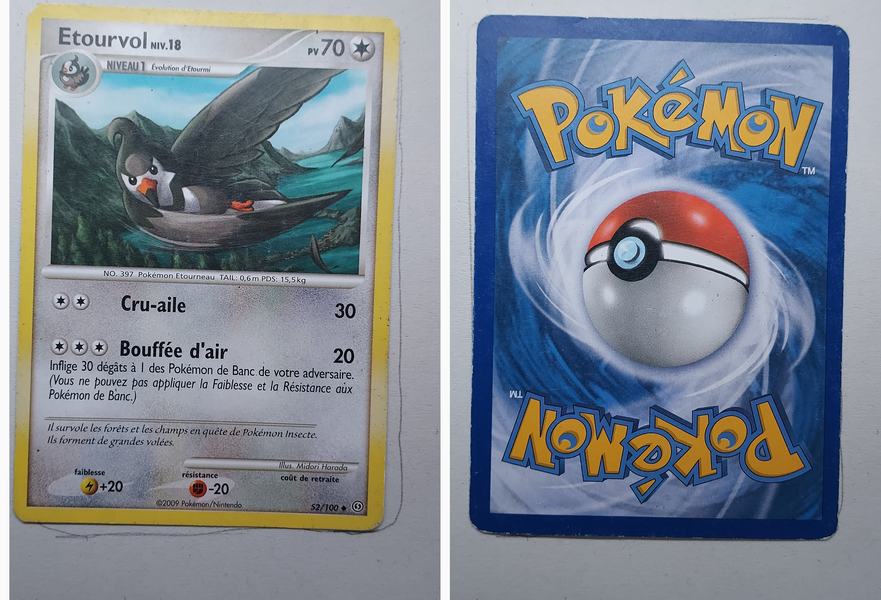 Etourvol NIV.18
PV 70
NIVEAU 1 Évolution d'Etourmi
NO. 397 Pokémon Etourneau TAIL: 0,6m PDS: 15,5kg
Cru-aile 30
Bouffée d'air 20
Inflige 30 dégâts à 1 des Pokémon de Banc de votre adversaire.
(Vous ne pouvez pas appliquer la Faiblesse et la Résistance aux
Pokémon de Banc.)
Il survole les forêts et les champs en quête de Pokémon Insecte.
Ils forment de grandes volées.
Illus. Midori Harada
faiblesse résistance coût de retraite
+20 -20
©2009 Pokémon/Nintendo 52/100
POKéMON
TM
TM
POKéMON